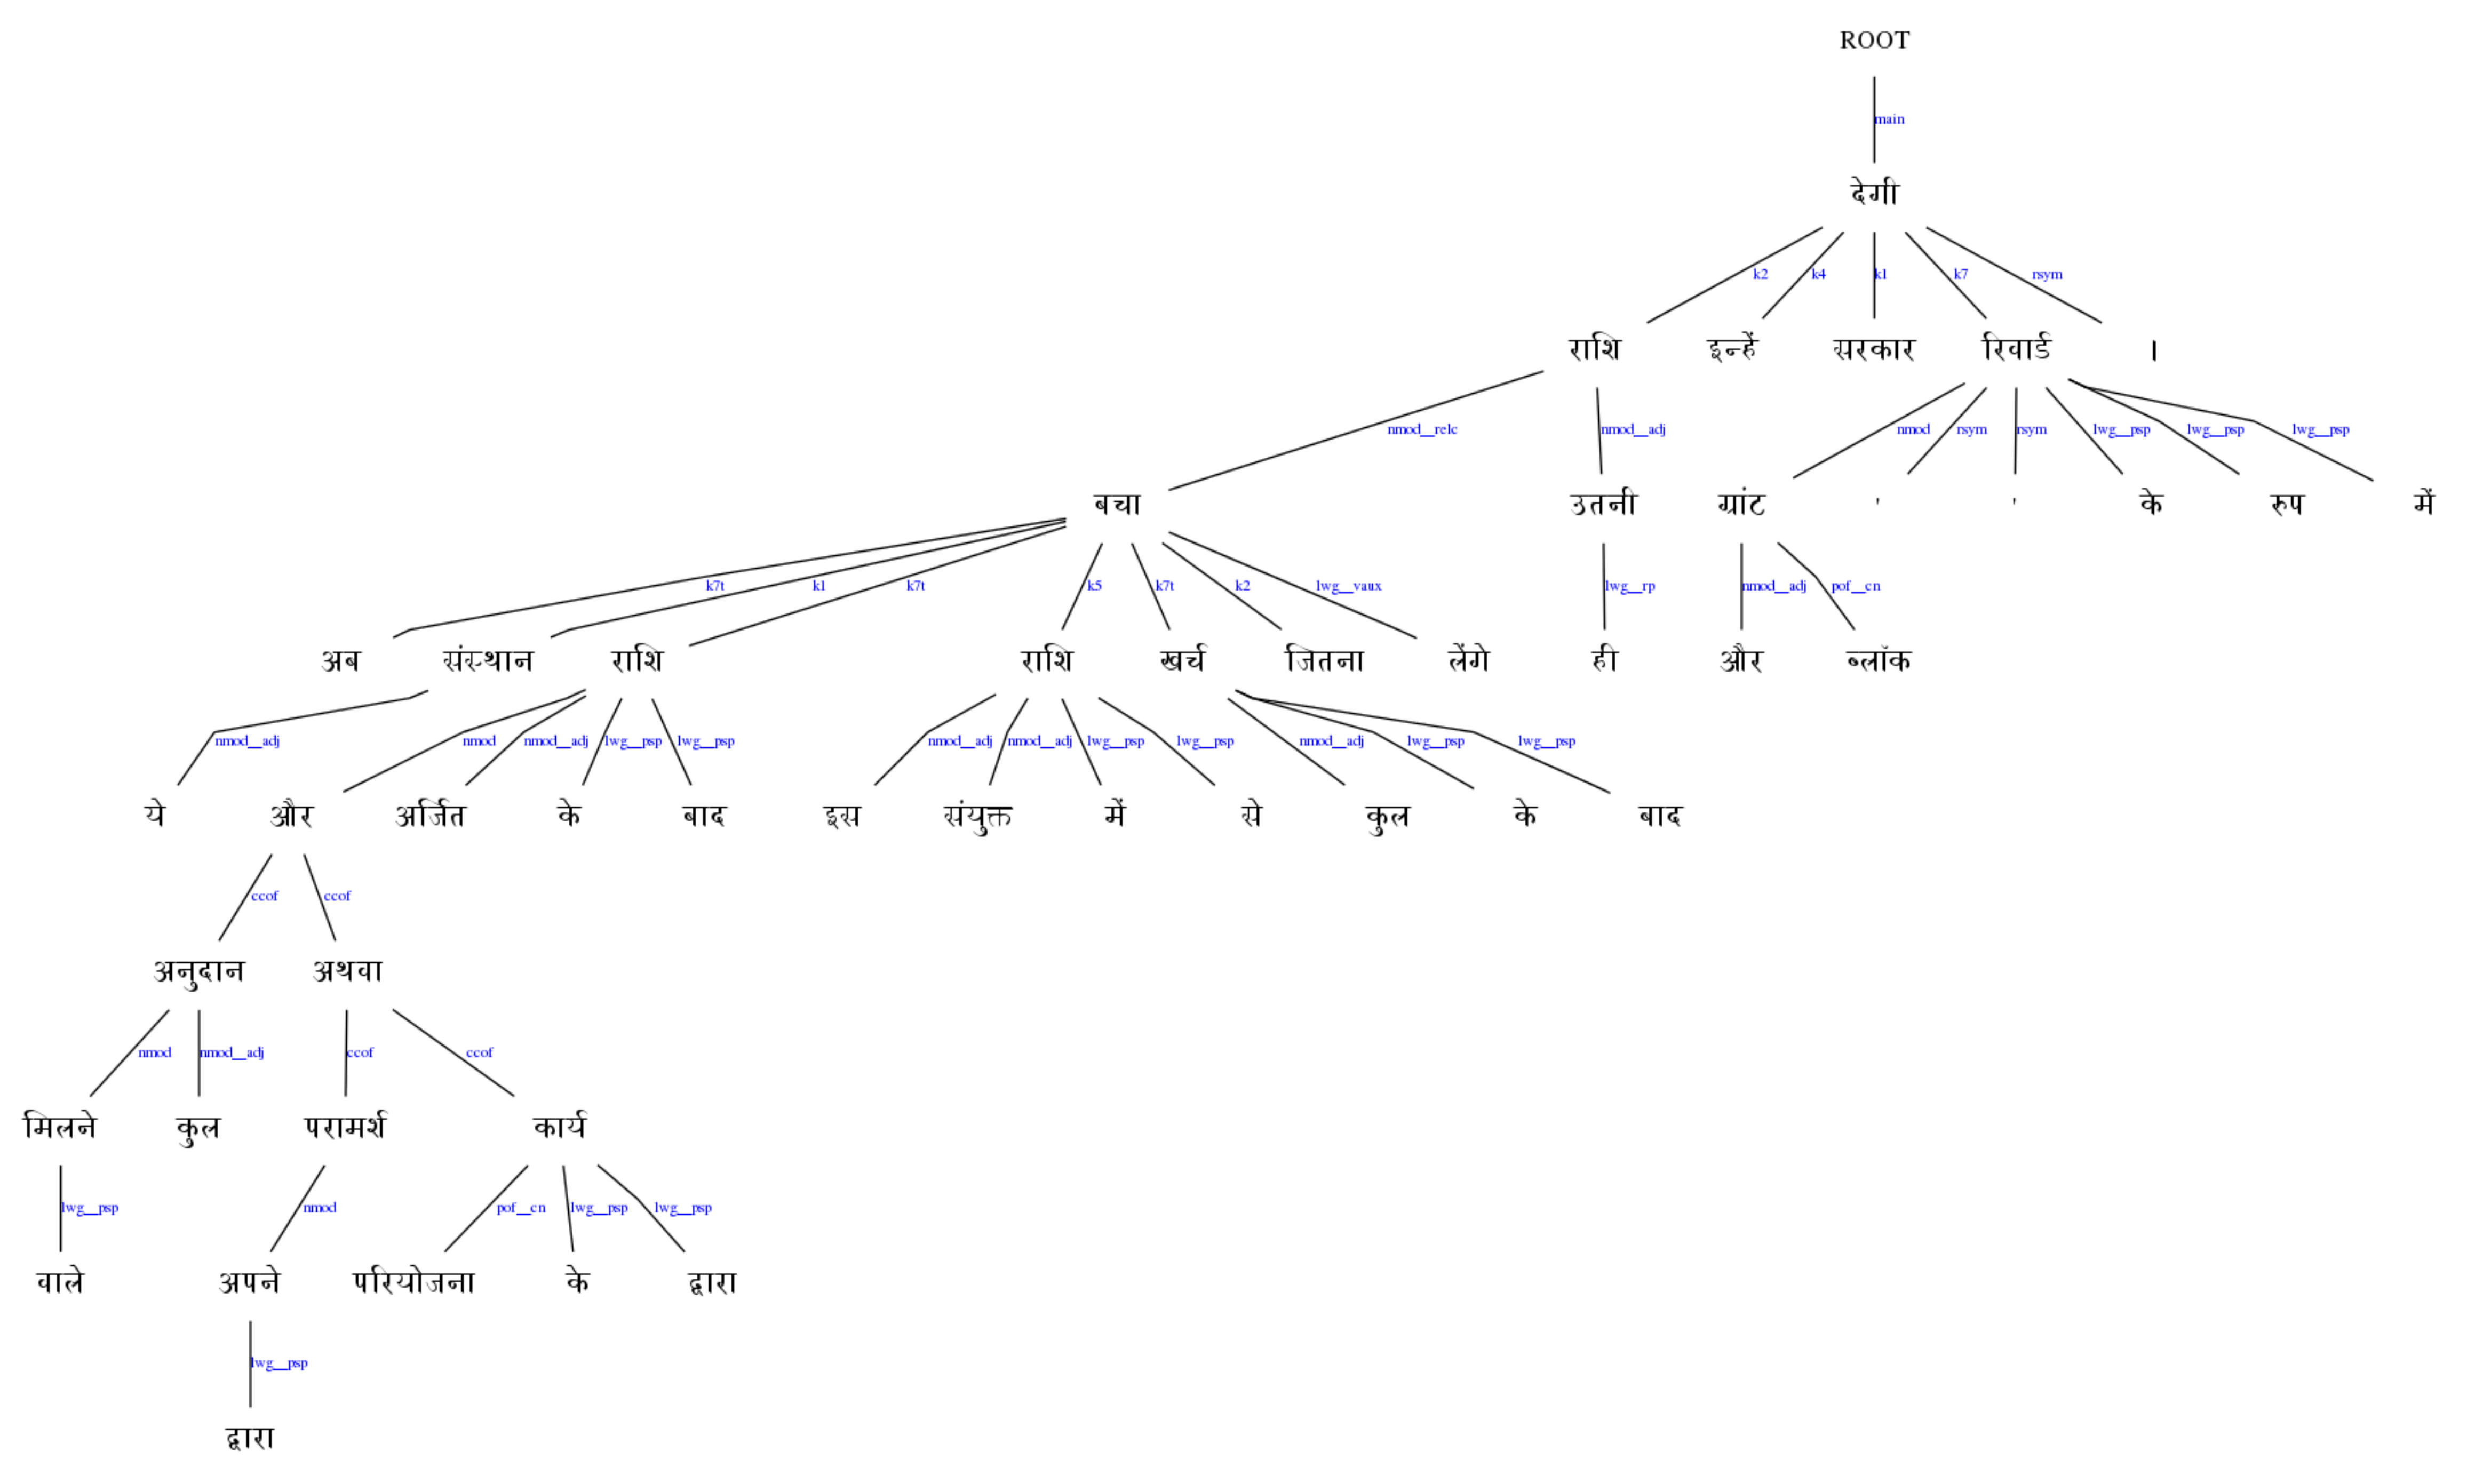 ROOT
main
देगी
k2 k4 k1 k7 rsym
राशि इन्हें सरकार रिवार्ड ।
nmod__relc nmod__adj nmod rsym rsym lwg__psp lwg__psp lwg__psp
बचा उतनी ग्रांट ' ' के रूप में
k7t k1 k7t k5 k7t k2 lwg__vaux lwg__rp nmod__adj pof__cn
अब संस्थान राशि राशि खर्च जितना लेंगे ही और ब्लॉक
nmod__adj nmod nmod__adj lwg__psp lwg__psp nmod__adj nmod__adj lwg__psp lwg__psp nmod__adj lwg__psp lwg__psp
ये और अर्जित के बाद इस संयुक्त में से कुल के बाद
ccof ccof
अनुदान अथवा
nmod nmod__adj ccof ccof
मिलने कुल परामर्श कार्य
lwg__psp nmod pof__cn lwg__psp lwg__psp
वाले अपने परियोजना के द्वारा
lwg__psp
द्वारा